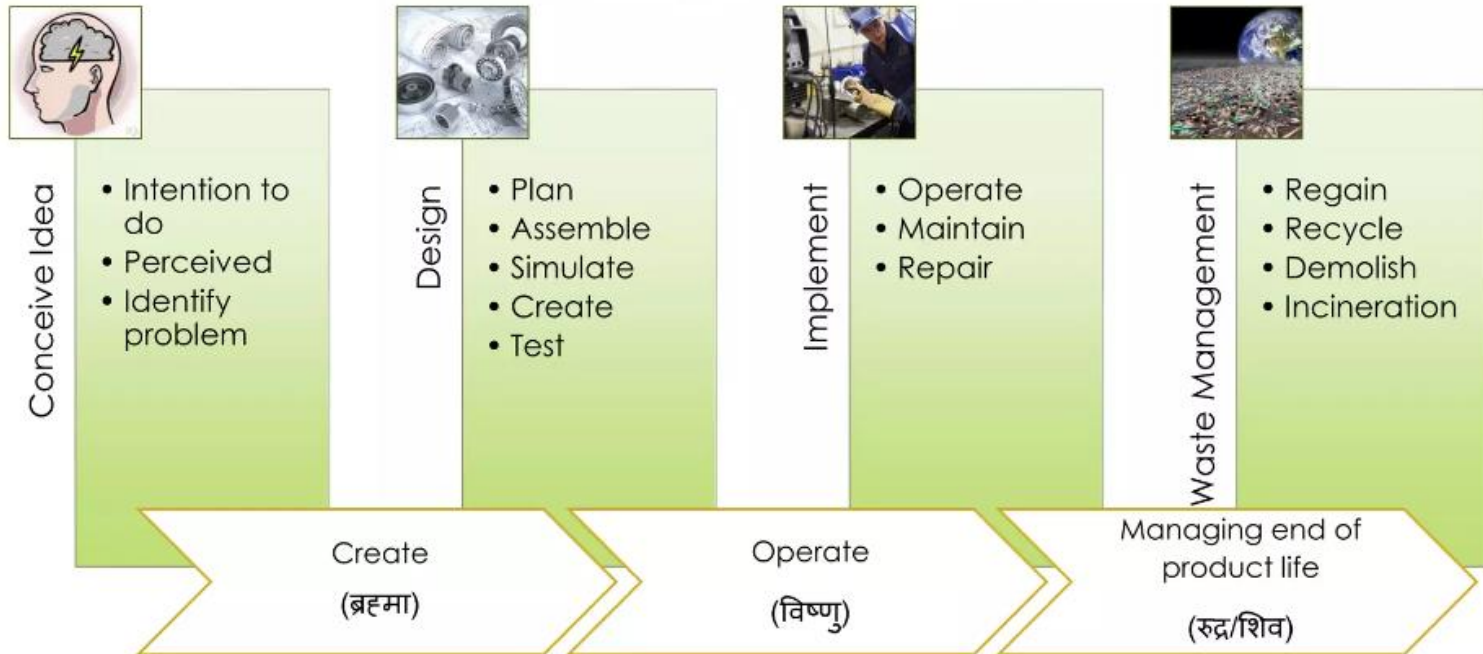 Conceive Idea
• Intention to
do
• Perceived
• Identify
problem
Design
• Plan
• Assemble
• Simulate
• Create
• Test
Implement
• Operate
• Maintain
• Repair
Waste Management
• Regain
• Recycle
• Demolish
• Incineration
Create
(ब्रह्मा)
Operate
(विष्णु)
Managing end of
product life
(रुद्र/शिव)